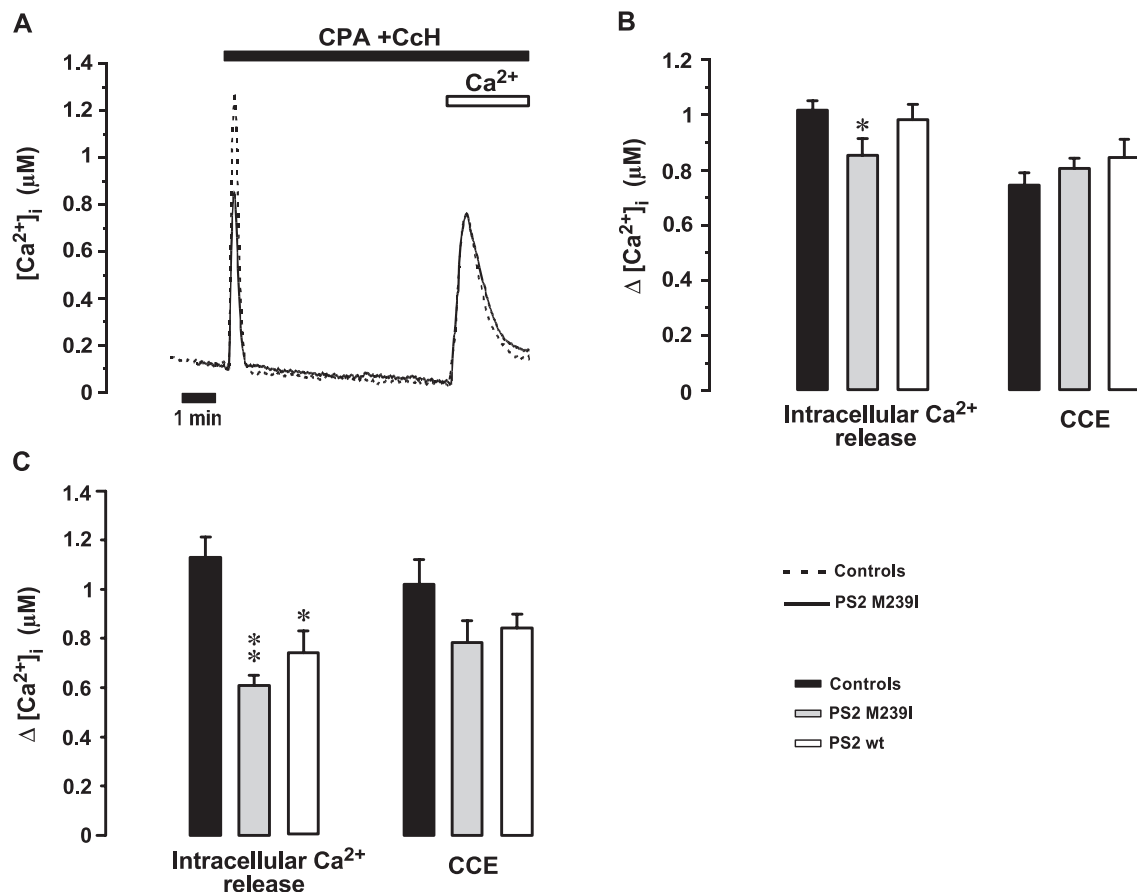 A
CPA +CcH
Ca²⁺
1.4
1.2
1
0.8
0.6
0.4
0.2
0
[Ca²⁺]ᵢ (μM)
1 min
B
1.2
1
0.8
0.6
0.4
0.2
0
Δ [Ca²⁺]ᵢ (μM)
*
Intracellular Ca²⁺
release
CCE
C
1.4
1.2
1
0.8
0.6
0.4
0.2
0
Δ [Ca²⁺]ᵢ (μM)
*
*
*
Intracellular Ca²⁺
release
CCE
Controls
PS2 M239I
Controls
PS2 M239I
PS2 wt